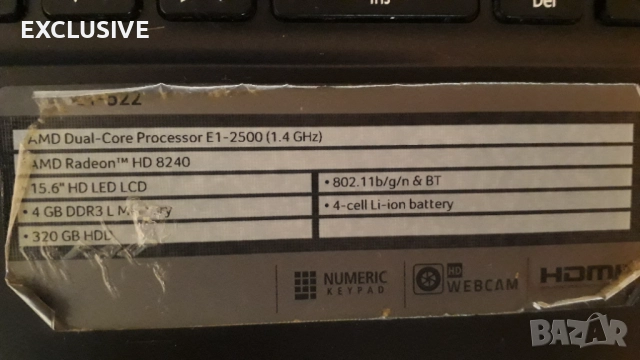 EXCLUSIVE
Ins
Del
-522
AMD Dual-Core Processor E1-2500 (1.4 GHz)
AMD Radeon™ HD 8240
15.6" HD LED LCD
• 802.11b/g/n & BT
• 4 GB DDR3 L Memory
• 4-cell Li-ion battery
• 320 GB HDD
NUMERIC
KEYPAD
HD
WEBCAM
HDMI
BAZAR